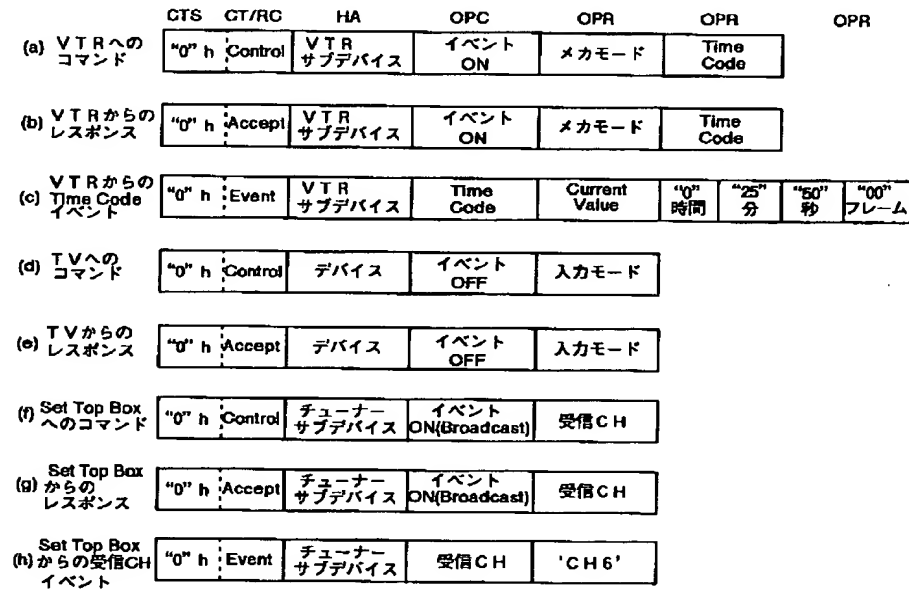 CTS CT/RC HA OPC OPR OPR OPR
(a) VTRへの
コマンド
“0” h Control VTR
サブデバイス イベント
ON メカモード Time
Code
(b) VTRからの
レスポンス
“0” h Accept VTR
サブデバイス イベント
ON メカモード Time
Code
(c) VTRからの
Time Code
イベント
“0” h Event VTR
サブデバイス Time
Code Current
Value “0”
時間 “25”
分 “50”
秒 “00”
フレーム
(d) TVへの
コマンド
“0” h Control デバイス イベント
OFF 入力モード
(e) TVからの
レスポンス
“0” h Accept デバイス イベント
OFF 入力モード
(f) Set Top Box
へのコマンド
“0” h Control チューナー
サブデバイス イベント
ON(Broadcast) 受信CH
(g) Set Top Box
からの
レスポンス
“0” h Accept チューナー
サブデバイス イベント
ON(Broadcast) 受信CH
(h) Set Top Box
からの受信CH
イベント
“0” h Event チューナー
サブデバイス 受信CH 'CH6'